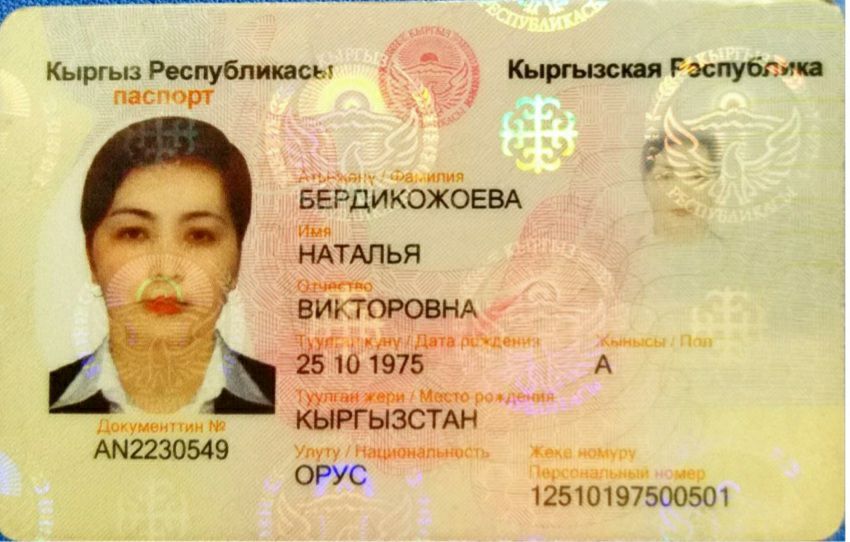 Кыргыз Республикасы
Кыргызская Республика
паспорт
Аты-жөнү / Фамилия
БЕРДИКОЖОЕВА
Имя
НАТАЛЬЯ
Отчество
ВИКТОРОВНА
Туулган күнү / Дата рождения
Жынысы / Пол
25 10 1975
А
Туулган жери / Место рождения
КЫРГЫЗСТАН
Документтин №
AN2230549
Улуту / Национальность
ОРУС
Жеке номуру
Персональный номер
12510197500501
КЫРГЫЗ
РЕСПУБЛИКАСЫ